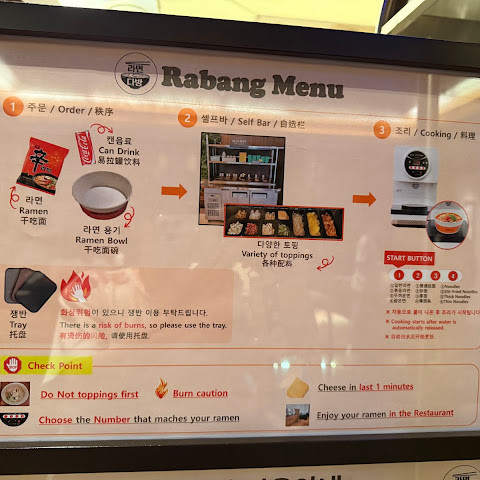 라면
다방
Rabang Menu
1 주문 / Order / 秩序
2 셀프바 / Self Bar / 自选栏
3 조리 / Cooking / 料理
캔음료
Can Drink
易拉罐饮料
라면
Ramen
干吃面
라면 용기
Ramen Bowl
干吃面碗
다양한 토핑
Variety of toppings
各种配料
START BUTTON
1 2 3 4
※ Cooking starts after water is
automatically released.
쟁반
Tray
托盘
화상위험이 있으니 쟁반 이용 부탁드립니다.
There is a risk of burns, so please use the tray.
有烫伤的风险, 请使用托盘.
Check Point
Do Not toppings first
Burn caution
Cheese in last 1 minutes
Choose the Number that maches your ramen
Enjoy your ramen in the Restaurant